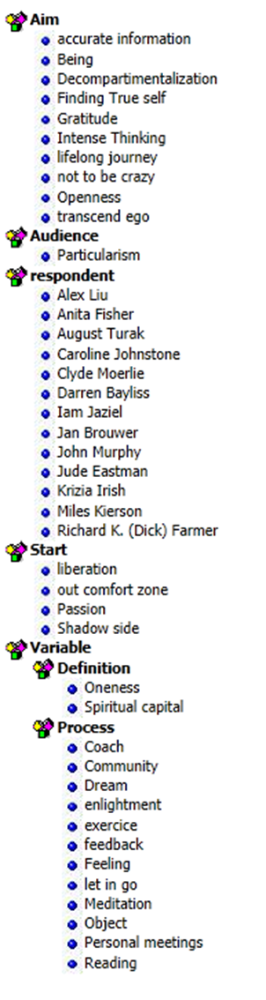 Aim
accurate information
Being
Decompartimentalization
Finding True self
Gratitude
Intense Thinking
lifelong journey
not to be crazy
Openness
transcend ego
Audience
Particularism
respondent
Alex Liu
Anita Fisher
August Turak
Caroline Johnstone
Clyde Moerlie
Darren Bayliss
Iam Jaziel
Jan Brouwer
John Murphy
Jude Eastman
Krizia Irish
Miles Kierson
Richard K. (Dick) Farmer
Start
liberation
out comfort zone
Passion
Shadow side
Variable
Definition
Oneness
Spiritual capital
Process
Coach
Community
Dream
enlightment
exercice
feedback
Feeling
let in go
Meditation
Object
Personal meetings
Reading